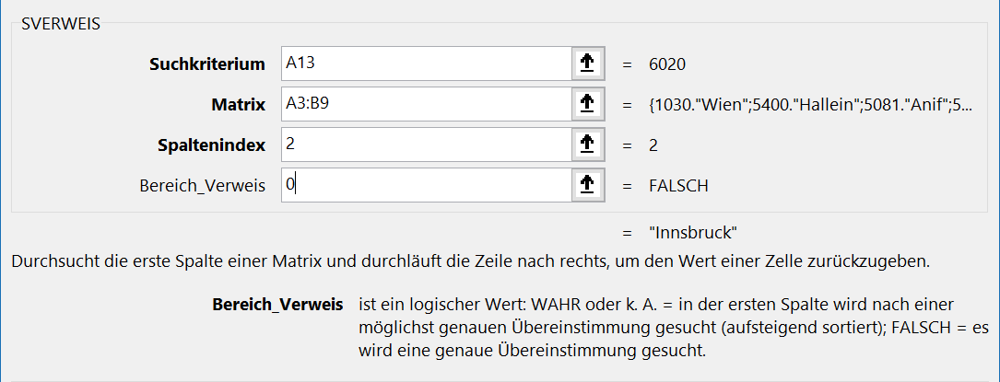 SVERWEIS
Suchkriterium A13 = 6020
Matrix A3:B9 = {1030."Wien";5400."Hallein";5081."Anif";5...
Spaltenindex 2 = 2
Bereich_Verweis 0 = FALSCH
= "Innsbruck"
Durchsucht die erste Spalte einer Matrix und durchläuft die Zeile nach rechts, um den Wert einer Zelle zurückzugeben.
Bereich_Verweis ist ein logischer Wert: WAHR oder k. A. = in der ersten Spalte wird nach einer
möglichst genauen Übereinstimmung gesucht (aufsteigend sortiert); FALSCH = es
wird eine genaue Übereinstimmung gesucht.